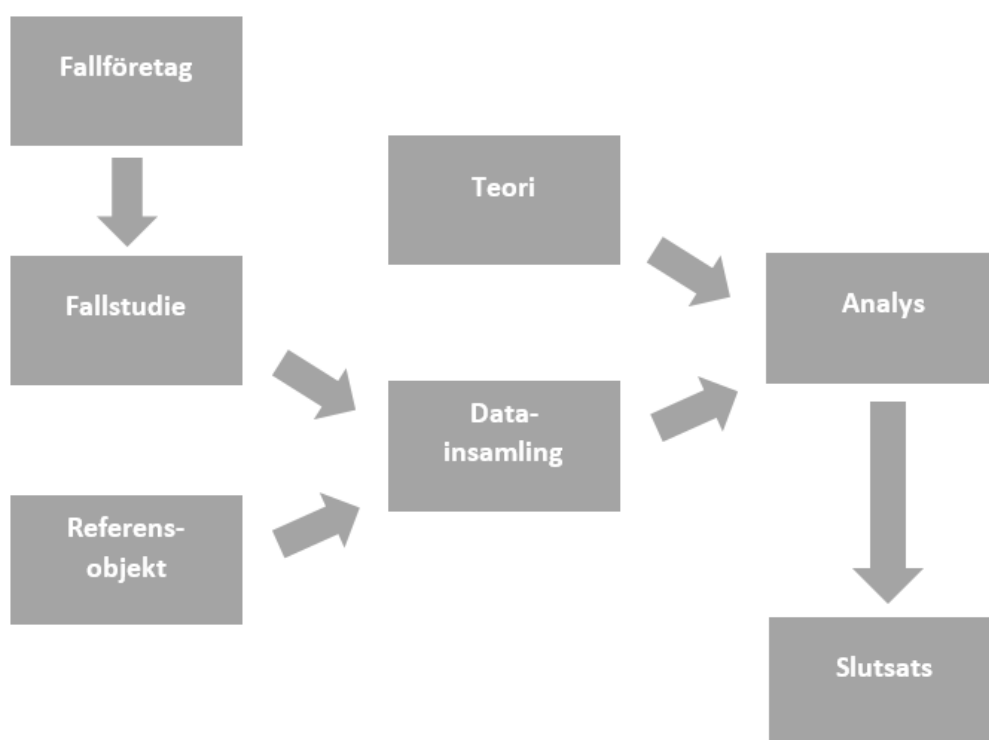 Fallföretag
Teori
Fallstudie
Analys
Data-
insamling
Referens-
objekt
Slutsats